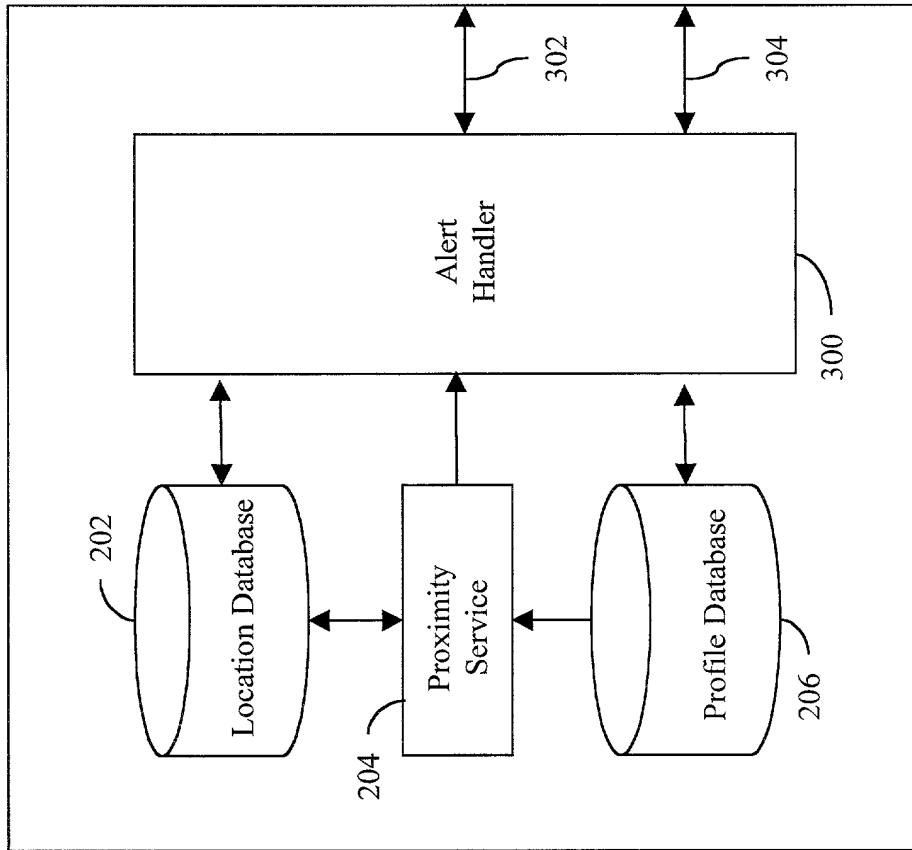 202
Location Database
204
Proximity
Service
206
Profile Database
Alert
Handler
300
302
304